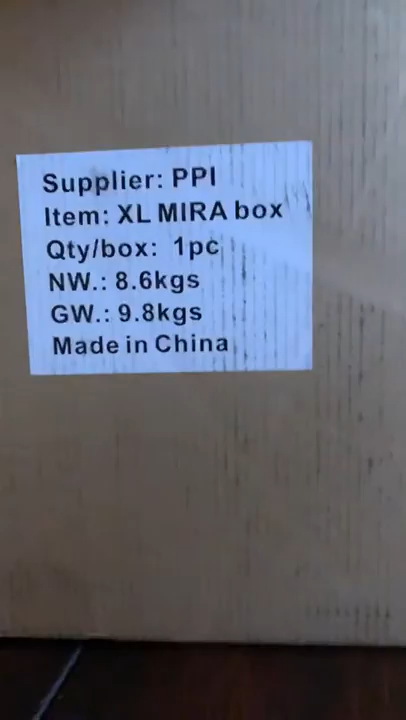 Supplier: PPI
Item: XL MIRA box
Qty/box: 1pc
NW.: 8.6kgs
GW.: 9.8kgs
Made in China